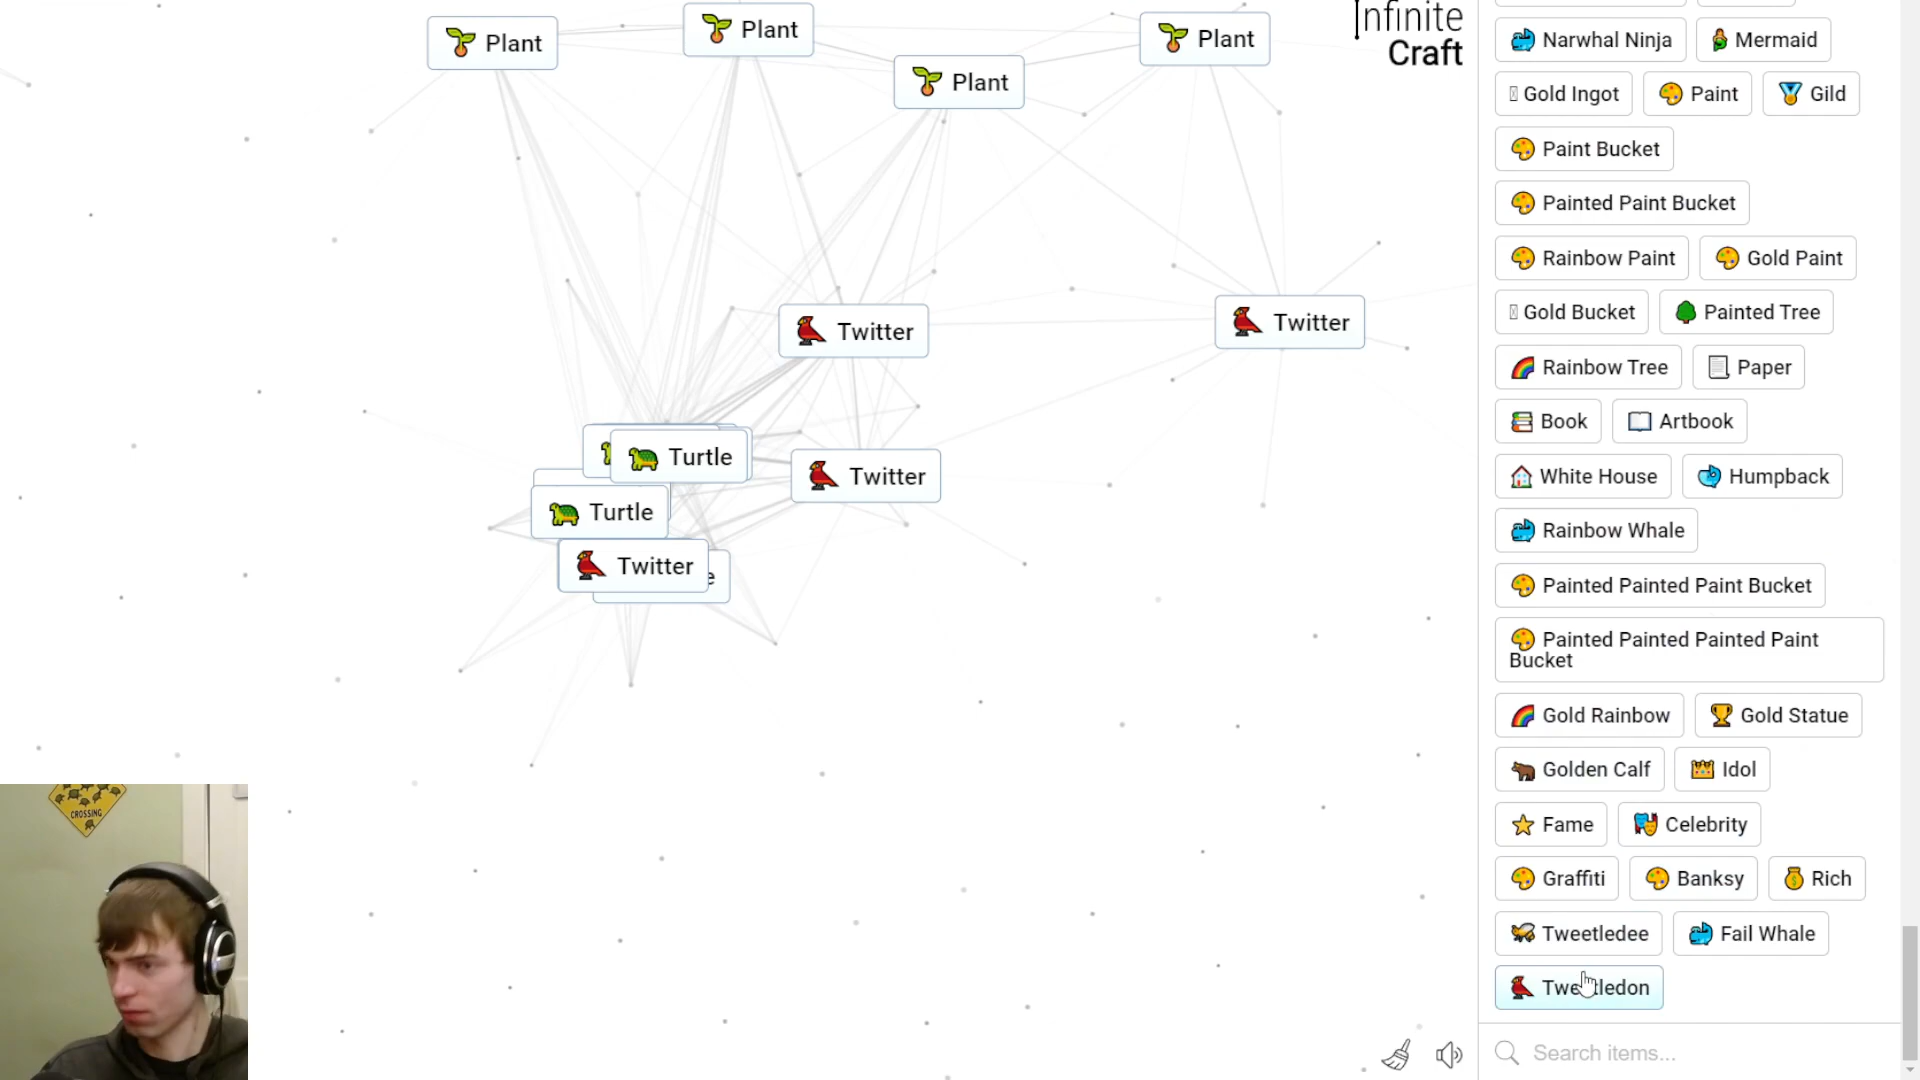 Plant
Plant
Plant
Plant
Infinite
Craft
Twitter
Twitter
Turtle
Twitter
Turtle
Twitter
e
CROSSING
Narwhal Ninja
Mermaid
Gold Ingot
Paint
Gild
Paint Bucket
Painted Paint Bucket
Rainbow Paint
Gold Paint
Gold Bucket
Painted Tree
Rainbow Tree
Paper
Book
Artbook
White House
Humpback
Rainbow Whale
Painted Painted Paint Bucket
Painted Painted Painted Paint
Bucket
Gold Rainbow
Gold Statue
Golden Calf
Idol
Fame
Celebrity
Graffiti
Banksy
Rich
Tweetledee
Fail Whale
Tweetledon
Search items...